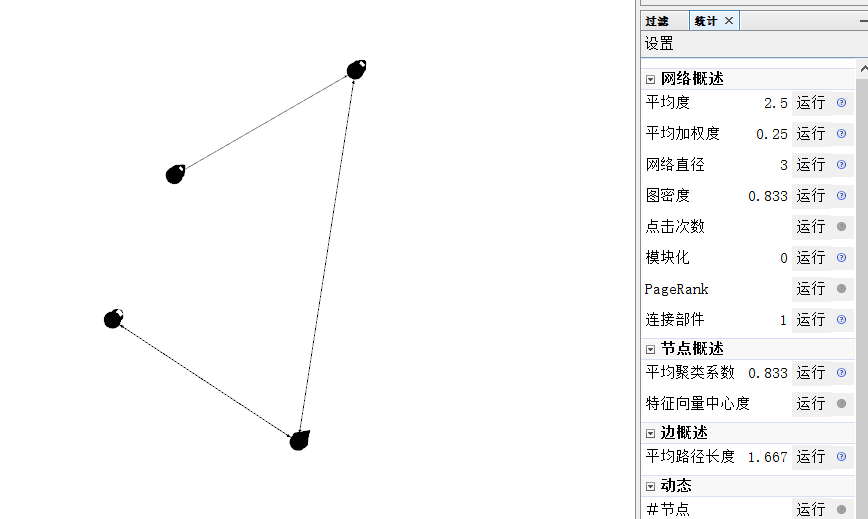 过滤 统计
设置
网络概述
平均度 2.5 运行
平均加权度 0.25 运行
网络直径 3 运行
图密度 0.833 运行
点击次数 运行
模块化 0 运行
PageRank 运行
连接部件 1 运行
节点概述
平均聚类系数 0.833 运行
特征向量中心度 运行
边概述
平均路径长度 1.667 运行
动态
#节点 运行